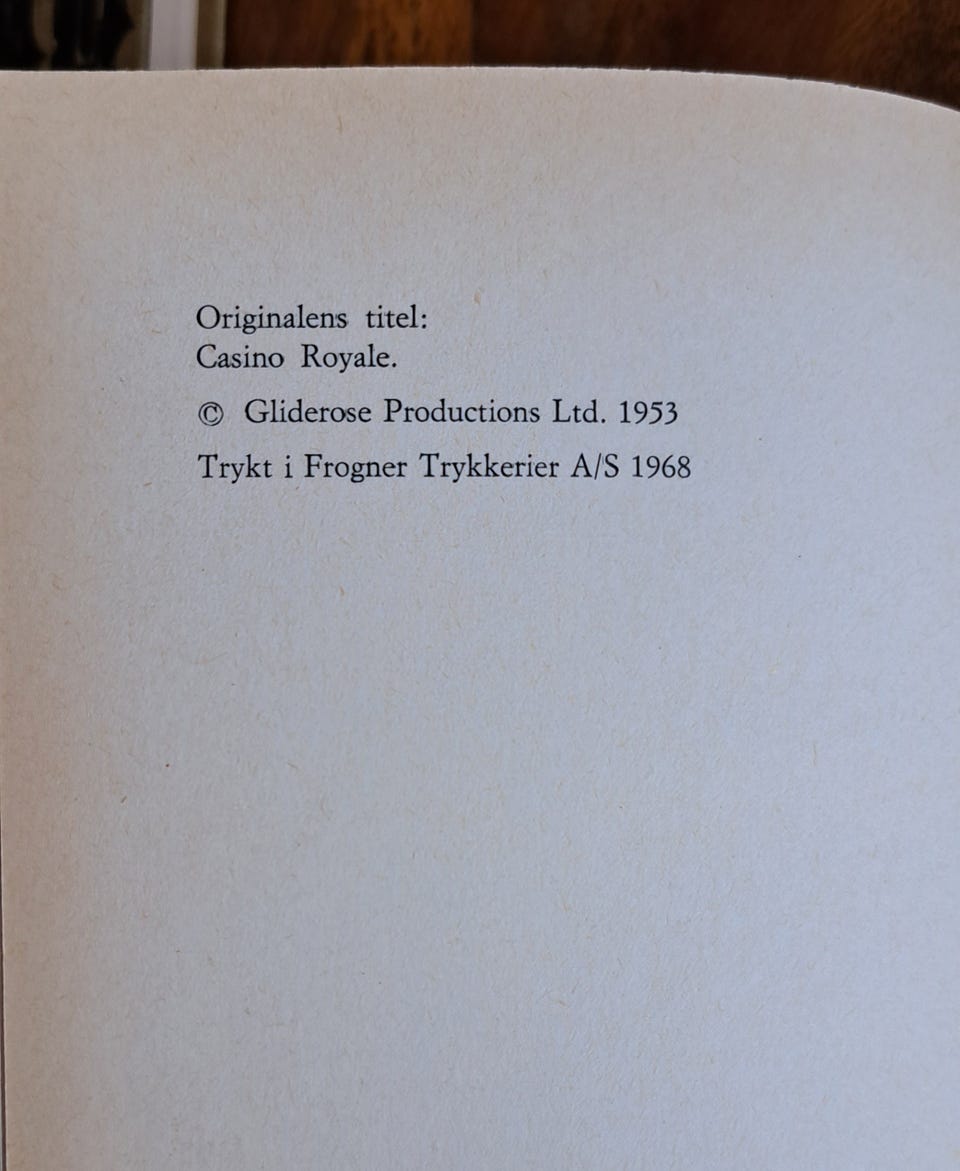 Originalens titel:
Casino Royale.
© Gliderose Productions Ltd. 1953
Trykt i Frogner Trykkerier A/S 1968